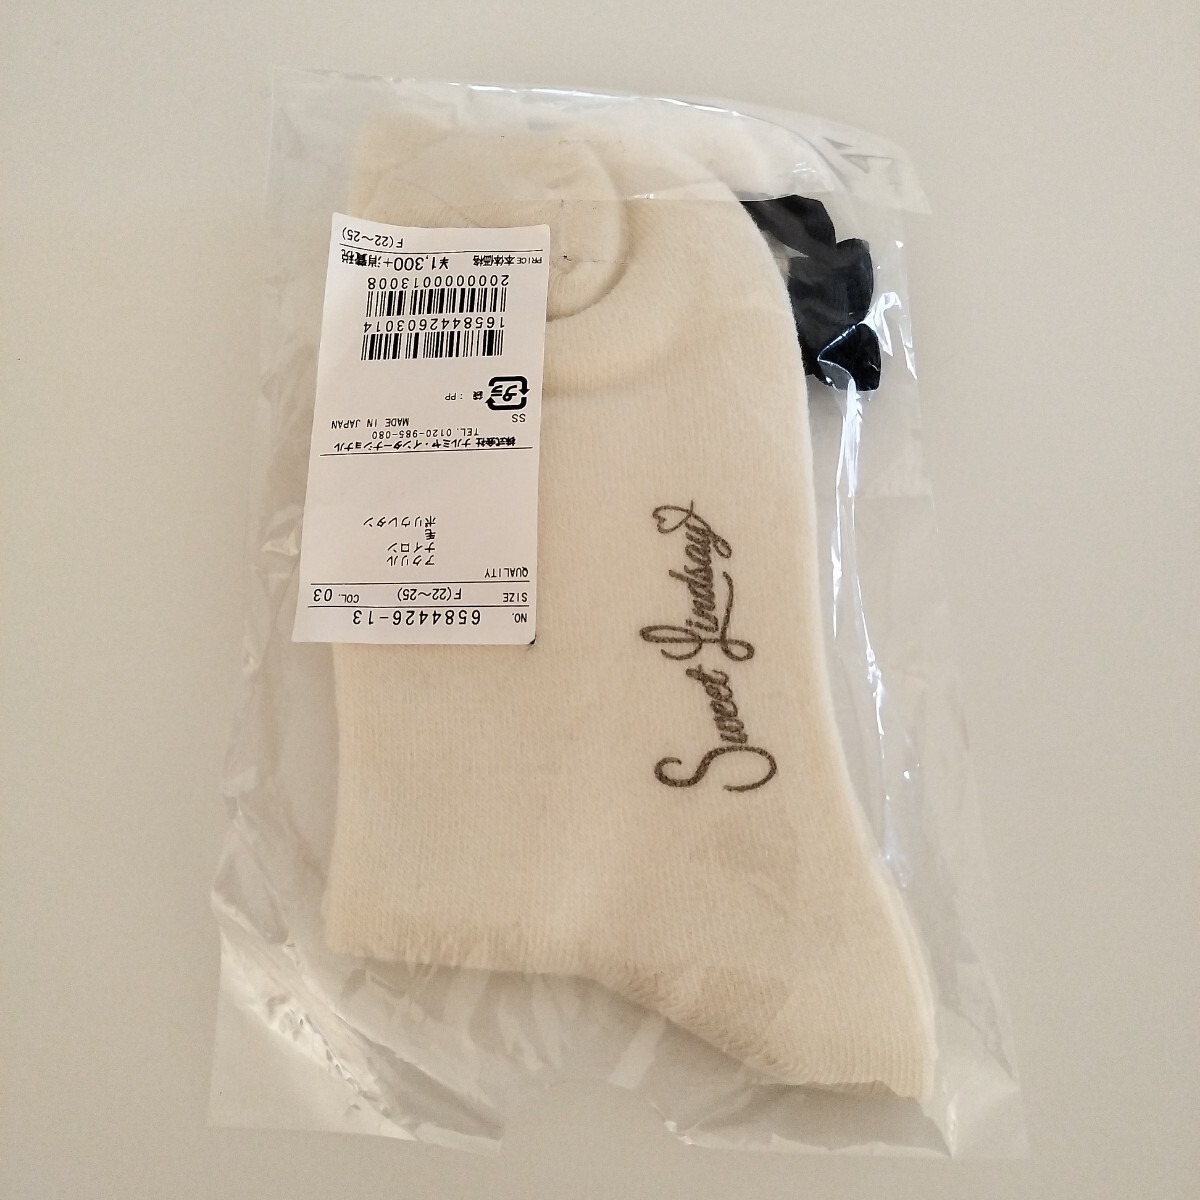 NO. 6584426-13
SIZE F(22〜25) COL. 03
QUALITY
アクリル
ナイロン
毛
ポリウレタン
株式会社 ナルミヤ・インターナショナル
TEL. 0120-985-080
SS MADE IN JAPAN
プラ 袋 : PP
1658442603014
2000000013008
PRICE 本体価格 ¥1,300+消費税
F(22〜25)
Sweet Lindsay